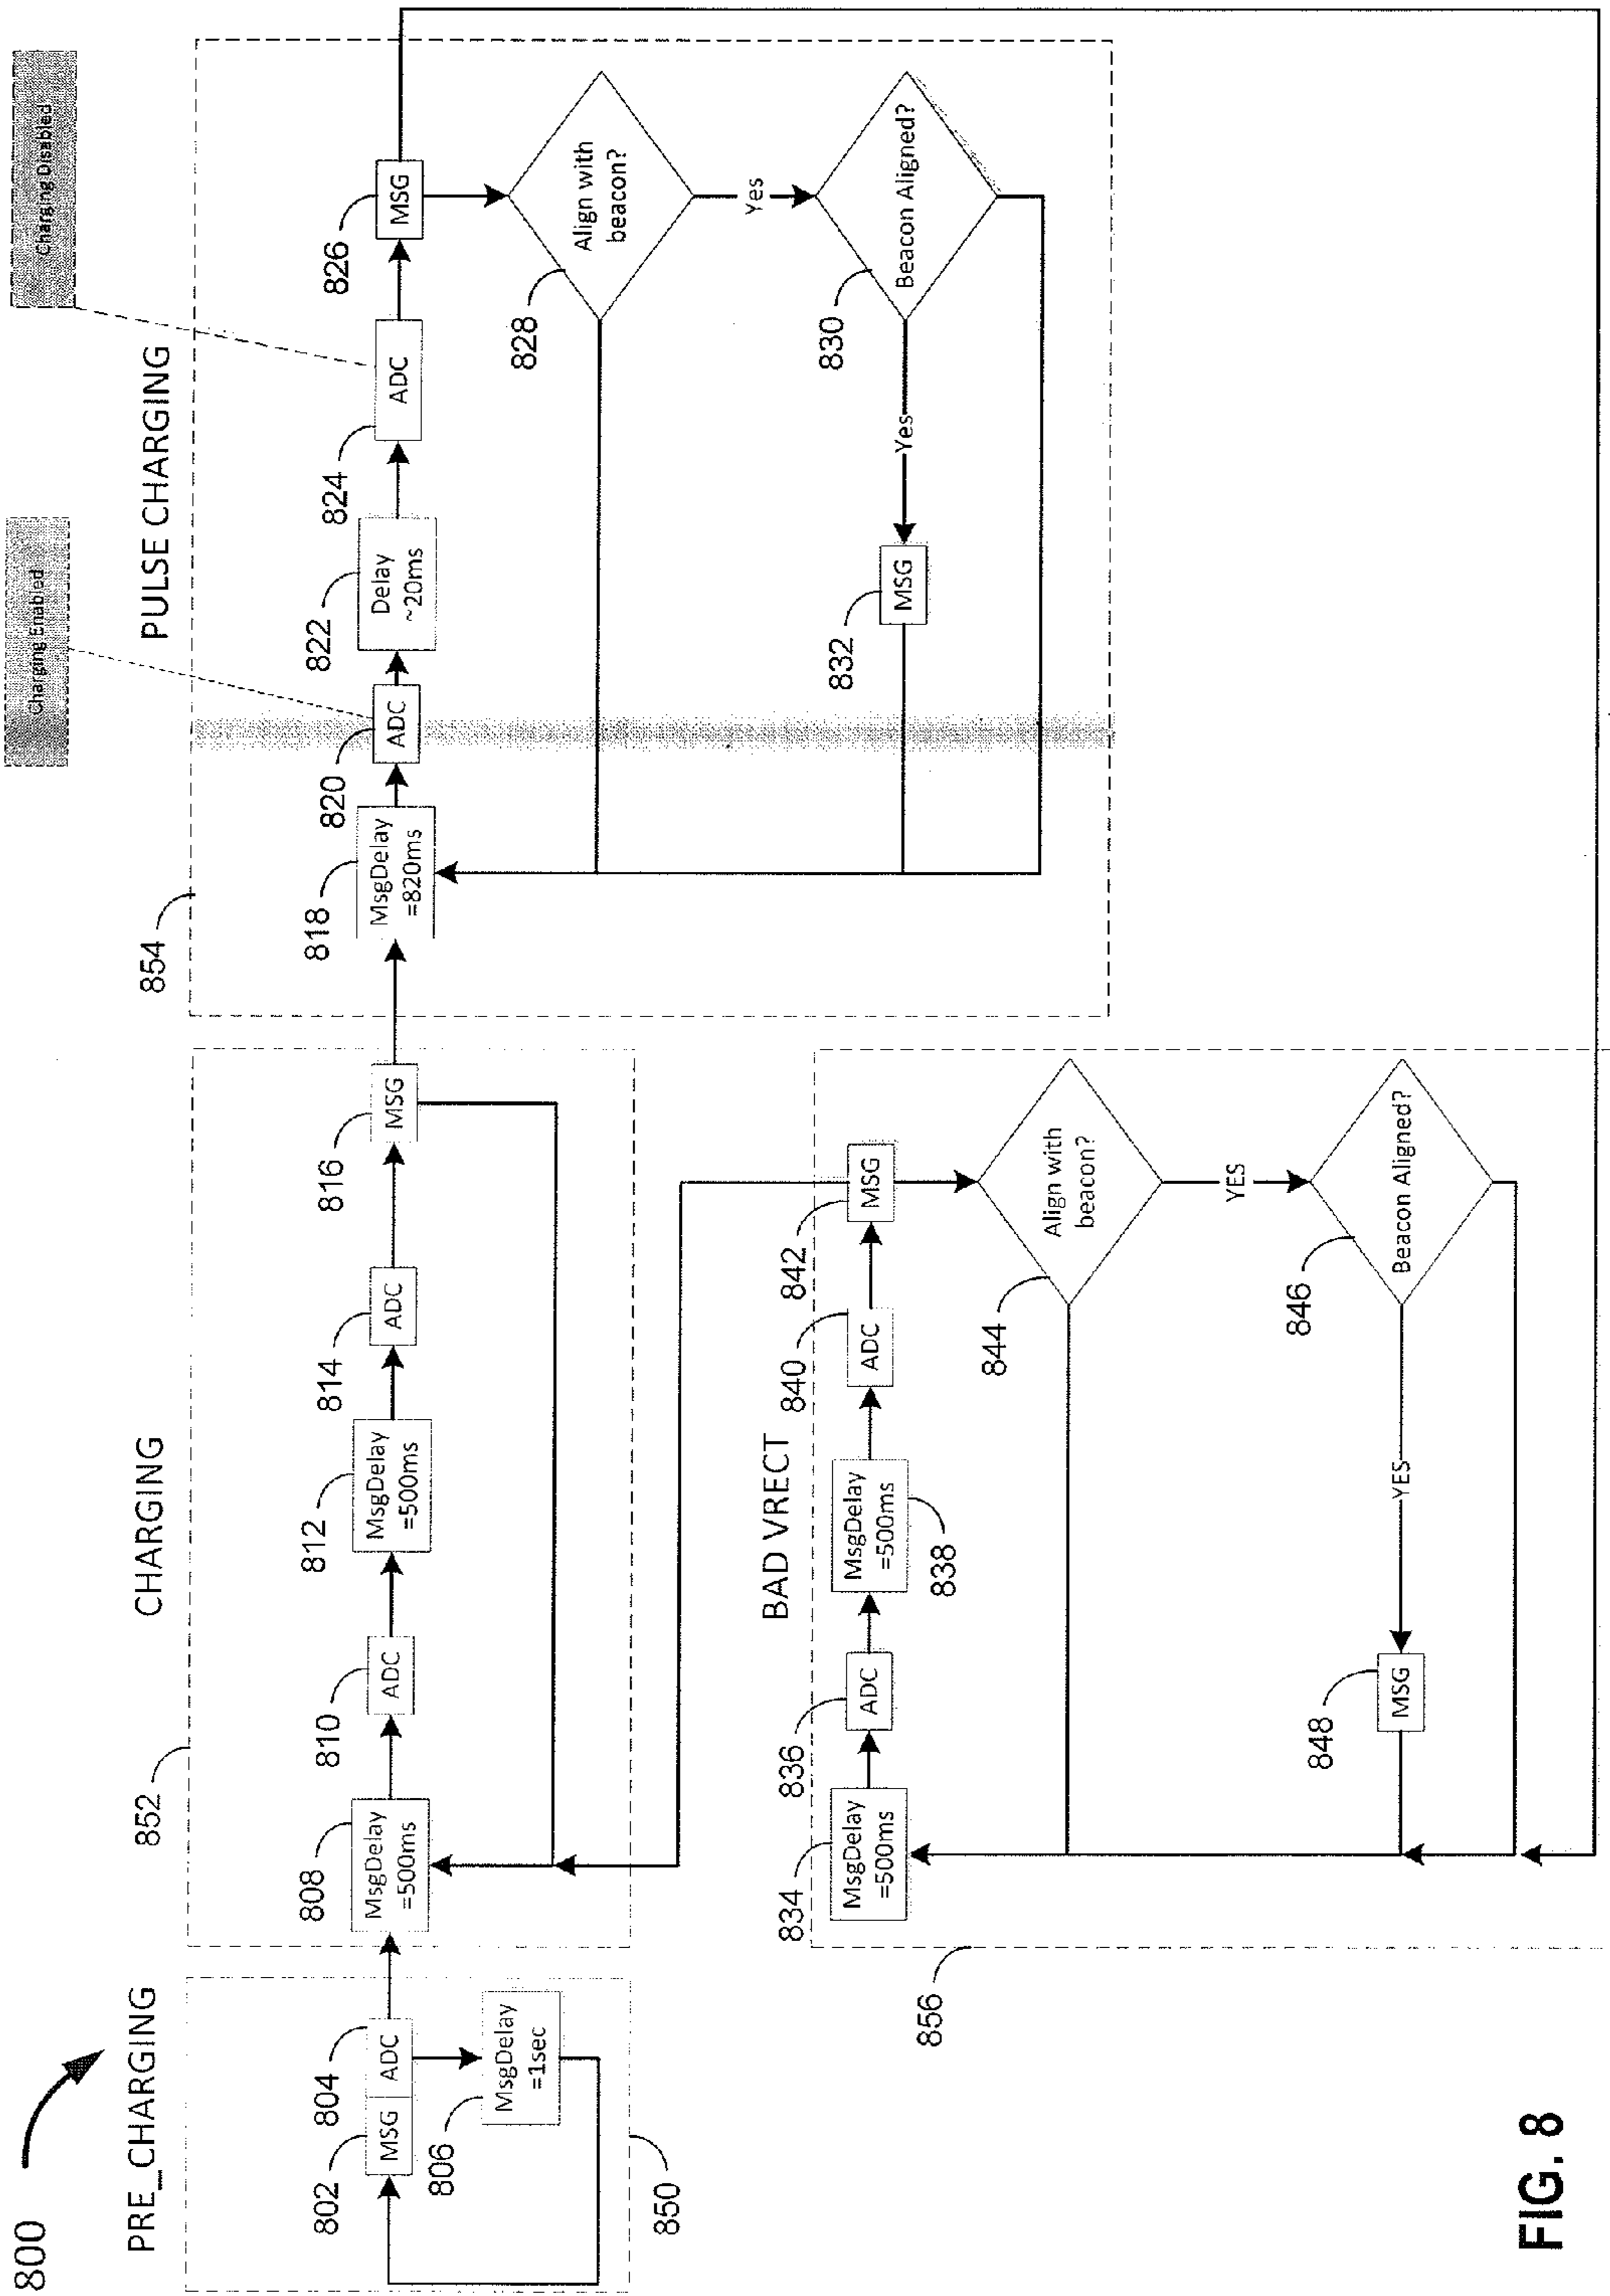 800
PRE_CHARGING
802
MSG
804
ADC
806
MsgDelay
=1sec
850
CHARGING
852
808
MsgDelay
=500ms
810
ADC
812
MsgDelay
=500ms
814
ADC
816
MSG
PULSE CHARGING
Charging Enabled
Charging Disabled
854
818
MsgDelay
=820ms
820
ADC
822
Delay
~20ms
824
ADC
826
MSG
828
Align with
beacon?
Yes
830
Beacon Aligned?
Yes
832
MSG
BAD VRECT
856
834
MsgDelay
=500ms
836
ADC
838
MsgDelay
=500ms
840
ADC
842
MSG
844
Align with
beacon?
YES
846
Beacon Aligned?
YES
848
MSG
FIG. 8